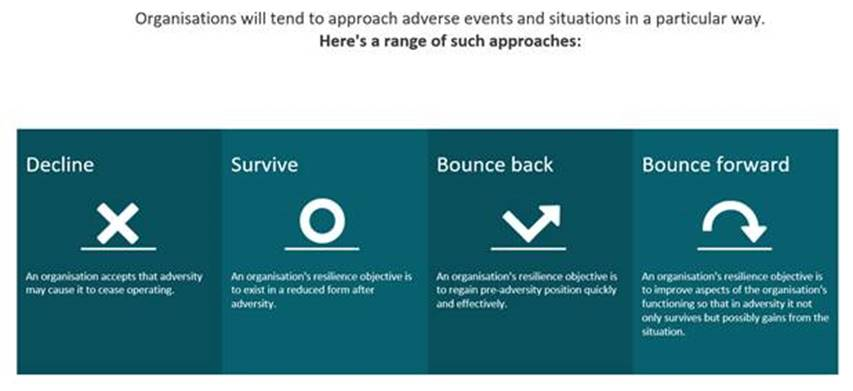 Organisations will tend to approach adverse events and situations in a particular way.
Here's a range of such approaches:
Decline
An organisation accepts that adversity
may cause it to cease operating.
Survive
An organisation's resilience objective is
to exist in a reduced form after
adversity.
Bounce back
An organisation's resilience objective is
to regain pre-adversity position quickly
and effectively.
Bounce forward
An organisation's resilience objective is
to improve aspects of the organisation's
functioning so that in adversity it not
only survives but possibly gains from the
situation.